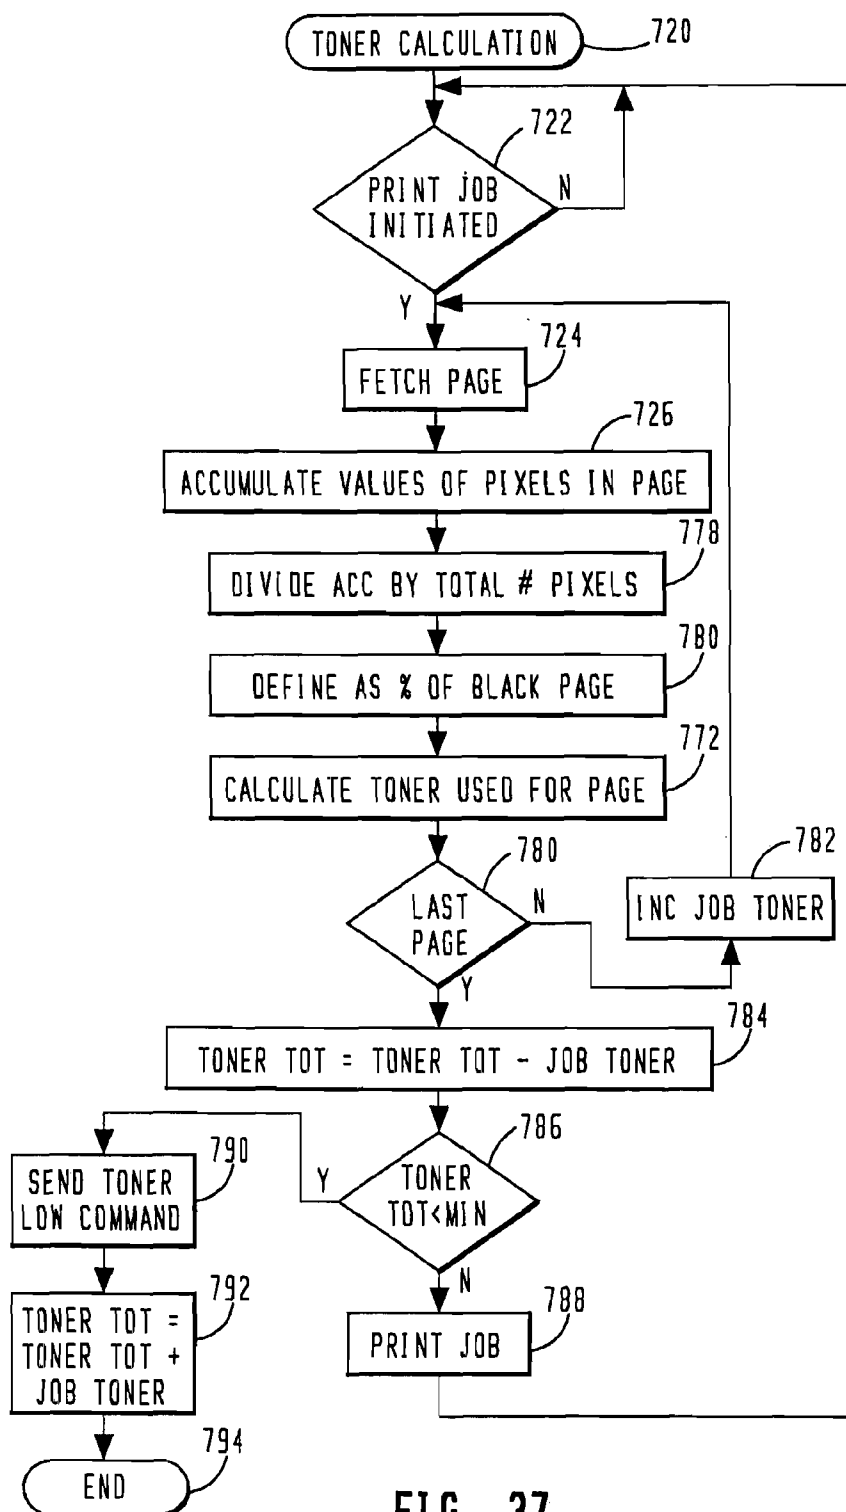 TONER CALCULATION
720
722
PRINT JOB
INITIATED
N
Y
724
FETCH PAGE
726
ACCUMULATE VALUES OF PIXELS IN PAGE
778
DIVIDE ACC BY TOTAL # PIXELS
780
DEFINE AS % OF BLACK PAGE
772
CALCULATE TONER USED FOR PAGE
780
LAST
PAGE
N
Y
782
INC JOB TONER
784
TONER TOT = TONER TOT - JOB TONER
786
TONER
TOT<MIN
Y
N
790
SEND TONER
LOW COMMAND
792
TONER TOT =
TONER TOT +
JOB TONER
788
PRINT JOB
794
END
FIG. 37